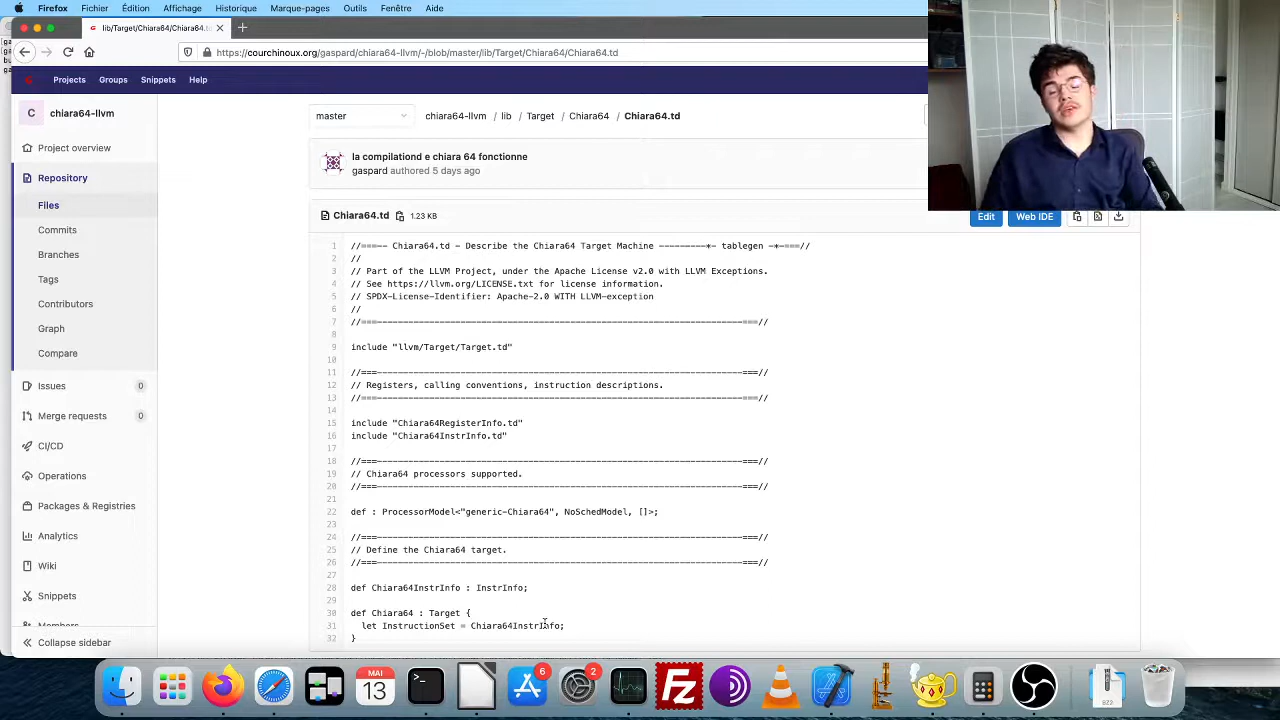 Firefox Fichier Édition Affichage Historique Marque-pages Outils Fenêtre Aide
lib/Target/Chiara64/Chiara64.td
https://courchinoux.org/gaspard/chiara64-llvm/-/blob/master/lib/Target/Chiara64/Chiara64.td
Projects Groups Snippets Help
C chiara64-llvm
Project overview
Repository
Files
Commits
Branches
Tags
Contributors
Graph
Compare
Issues 0
Merge requests 0
CI/CD
Operations
Packages & Registries
Analytics
Wiki
Snippets
Members
Collapse sidebar
master chiara64-llvm / lib / Target / Chiara64 / Chiara64.td
la compilationd e chiara 64 fonctionne
gaspard authored 5 days ago
Chiara64.td 1.23 KB
Edit Web IDE
1 //===-- Chiara64.td - Describe the Chiara64 Target Machine ---------*- tablegen -*-===//
2 //
3 // Part of the LLVM Project, under the Apache License v2.0 with LLVM Exceptions.
4 // See https://llvm.org/LICENSE.txt for license information.
5 // SPDX-License-Identifier: Apache-2.0 WITH LLVM-exception
6 //
7 //===----------------------------------------------------------------------===//
8
9 include "llvm/Target/Target.td"
10
11 //===----------------------------------------------------------------------===//
12 // Registers, calling conventions, instruction descriptions.
13 //===----------------------------------------------------------------------===//
14
15 include "Chiara64RegisterInfo.td"
16 include "Chiara64InstrInfo.td"
17
18 //===----------------------------------------------------------------------===//
19 // Chiara64 processors supported.
20 //===----------------------------------------------------------------------===//
21
22 def : ProcessorModel<"generic-Chiara64", NoSchedModel, []>;
23
24 //===----------------------------------------------------------------------===//
25 // Define the Chiara64 target.
26 //===----------------------------------------------------------------------===//
27
28 def Chiara64InstrInfo : InstrInfo;
29
30 def Chiara64 : Target {
31 let InstructionSet = Chiara64InstrInfo;
32 }
MAI
13
6
2
Fz
BZ2